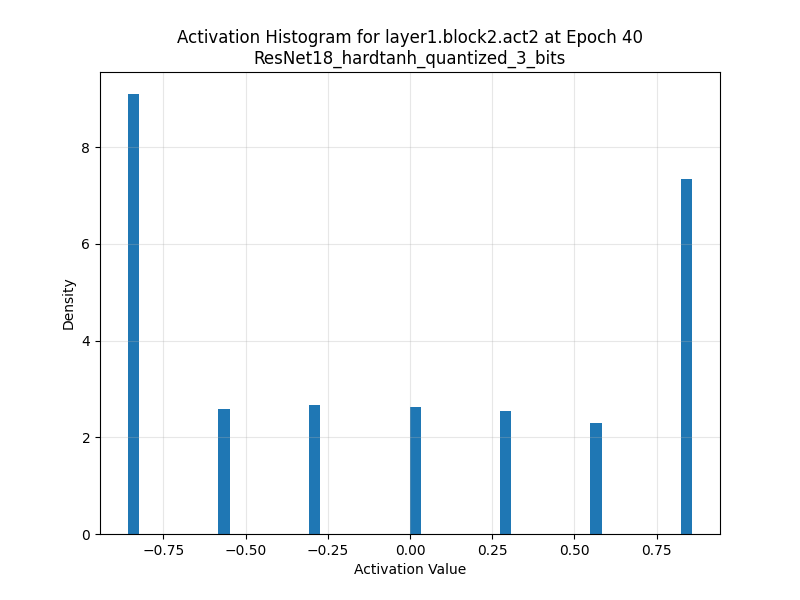 Activation Histogram for layer1.block2.act2 at Epoch 40
ResNet18_hardtanh_quantized_3_bits
Density
8
6
4
2
0
−0.75 −0.50 −0.25 0.00 0.25 0.50 0.75
Activation Value